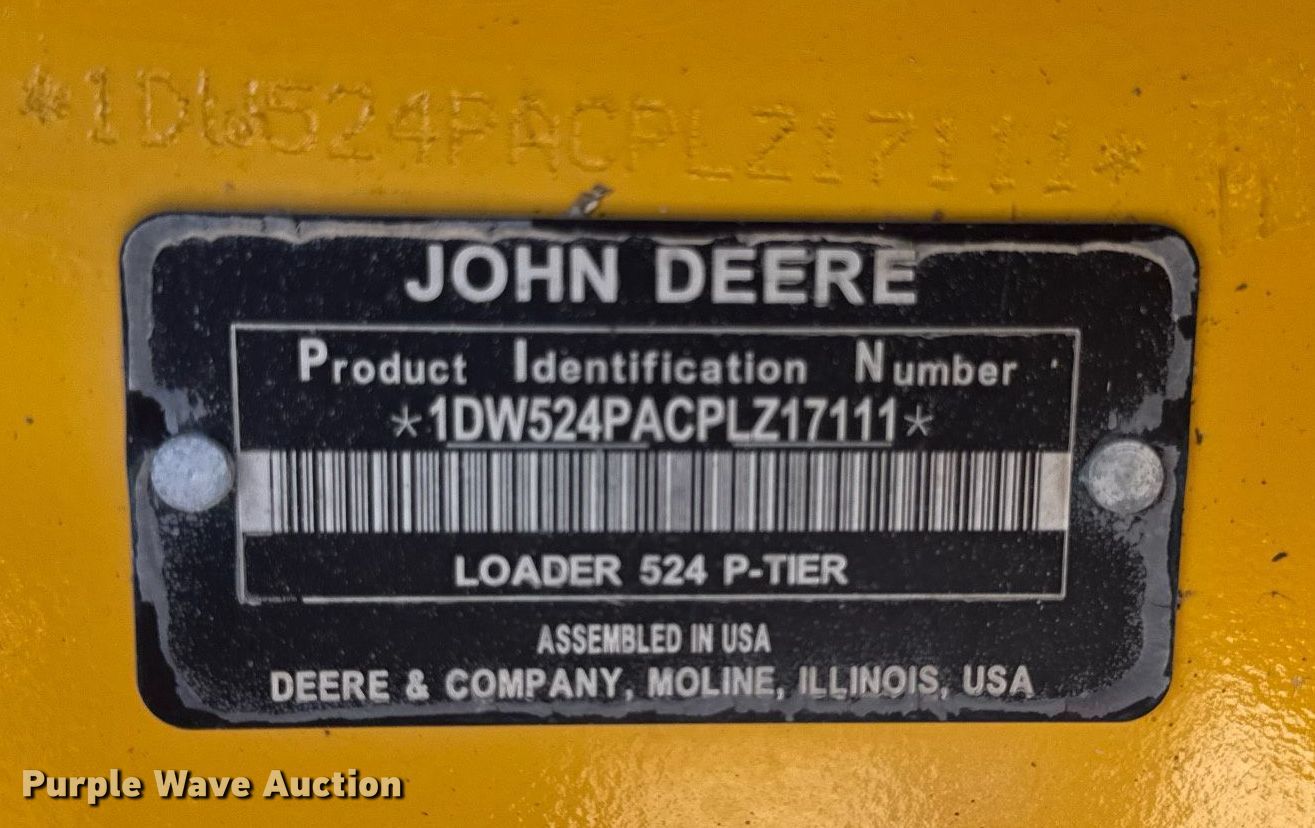 *1DW524PACPLZ17111*
JOHN DEERE
Product Identification Number
*1DW524PACPLZ17111*
LOADER 524 P-TIER
ASSEMBLED IN USA
DEERE & COMPANY, MOLINE, ILLINOIS, USA
Purple Wave Auction